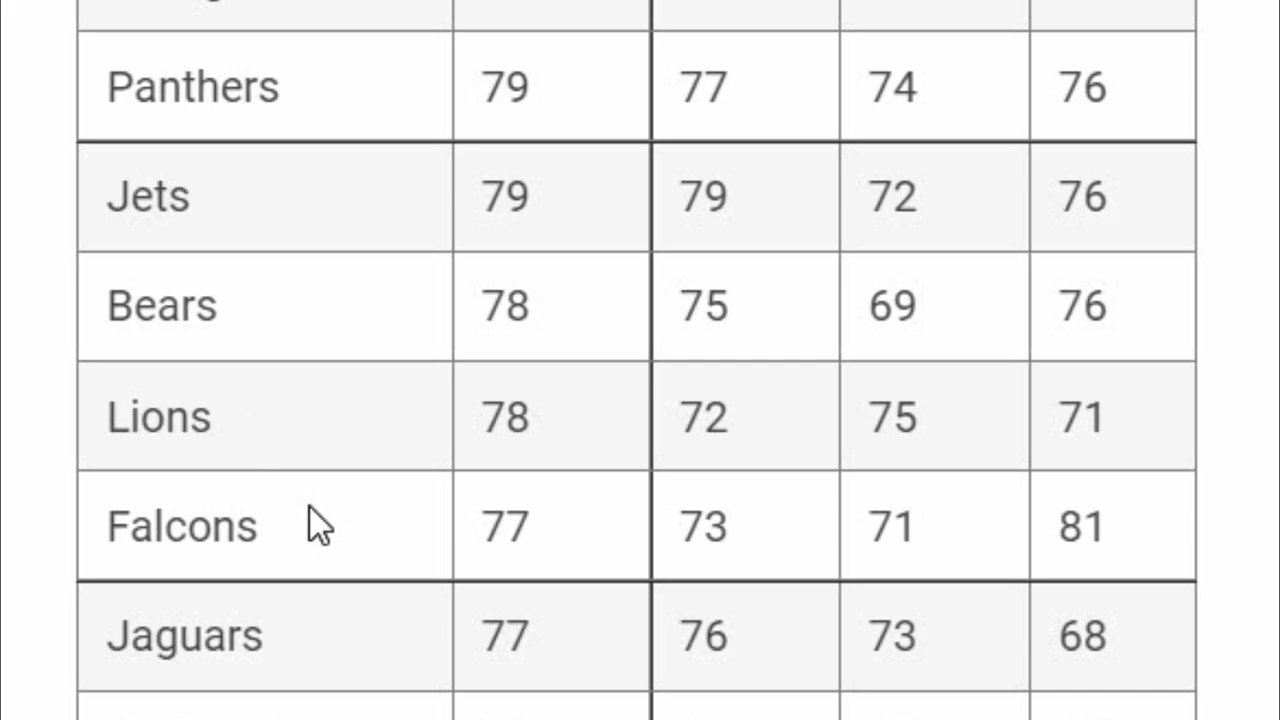 Panthers 79 77 74 76
Jets 79 79 72 76
Bears 78 75 69 76
Lions 78 72 75 71
Falcons 77 73 71 81
Jaguars 77 76 73 68